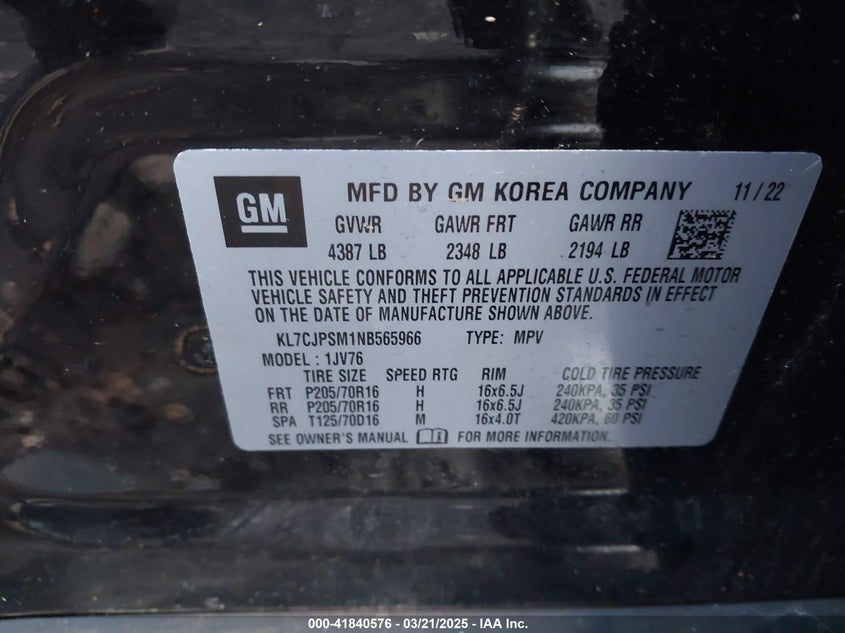 GM
MFD BY GM KOREA COMPANY 11/22
GVWR GAWR FRT GAWR RR
4387 LB 2348 LB 2194 LB
THIS VEHICLE CONFORMS TO ALL APPLICABLE U.S. FEDERAL MOTOR
VEHICLE SAFETY AND THEFT PREVENTION STANDARDS IN EFFECT
ON THE DATE OF MANUFACTURE SHOWN ABOVE.
KL7CJPSM1NB565966 TYPE: MPV
MODEL : 1JV76
TIRE SIZE SPEED RTG RIM COLD TIRE PRESSURE
FRT P205/70R16 H 16x6.5J 240KPA, 35 PSI
RR P205/70R16 H 16x6.5J 240KPA, 35 PSI
SPA T125/70D16 M 16x4.0T 420KPA, 60 PSI
SEE OWNER'S MANUAL FOR MORE INFORMATION.
000-41840576 - 03/21/2025 - IAA Inc.